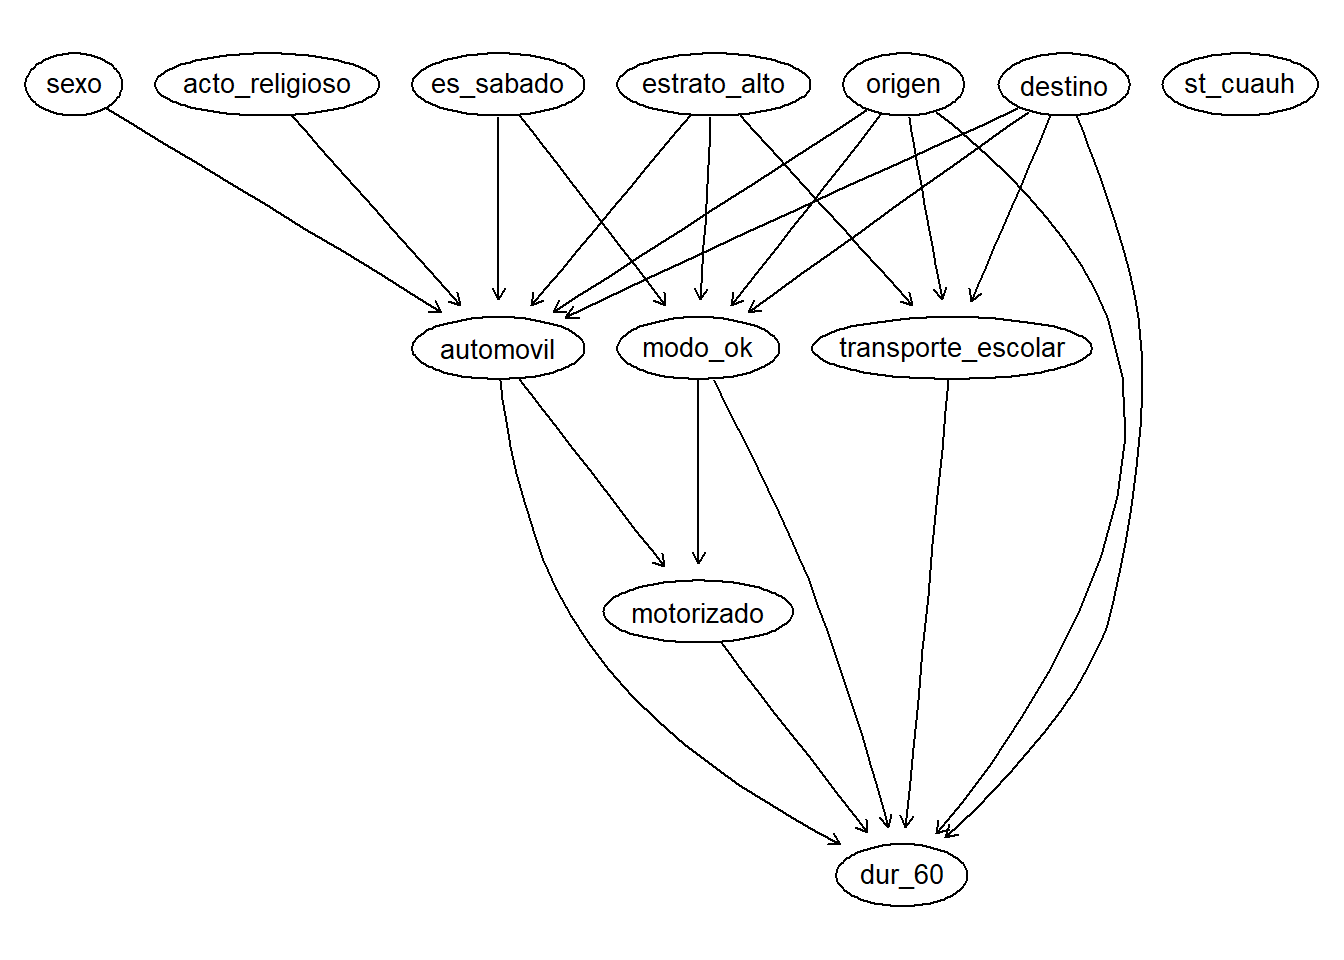 sexo
acto_religioso
es_sabado
estrato_alto
origen
destino
st_cuauh
automovil
modo_ok
transporte_escolar
motorizado
dur_60